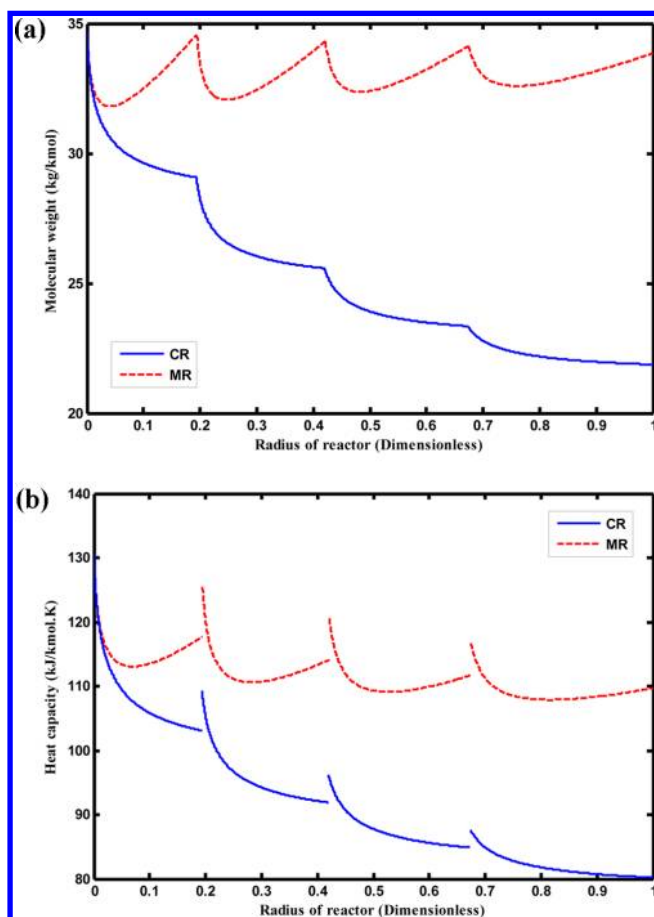 (a)
35
30
25
20
Molecular weight (kg/kmol)
CR
MR
0 0.1 0.2 0.3 0.4 0.5 0.6 0.7 0.8 0.9 1
Radius of reactor (Dimensionless)
(b)
140
130
120
110
100
90
80
Heat capacity (kJ/kmol.K)
CR
MR
0 0.1 0.2 0.3 0.4 0.5 0.6 0.7 0.8 0.9 1
Radius of reactor (Dimensionless)